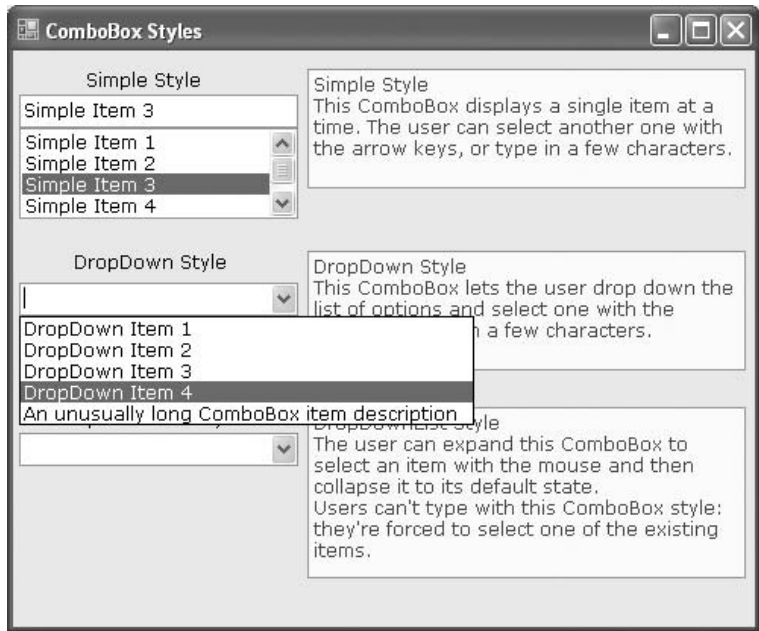 ComboBox Styles
Simple Style
Simple Item 3
Simple Item 1
Simple Item 2
Simple Item 3
Simple Item 4
Simple Style
This ComboBox displays a single item at a
time. The user can select another one with
the arrow keys, or type in a few characters.
DropDown Style
DropDown Item 1
DropDown Item 2
DropDown Item 3
DropDown Item 4
An unusually long ComboBox item description
DropDown Style
This ComboBox lets the user drop down the
list of options and select one with the
a few characters.
DropDownList Style
The user can expand this ComboBox to
select an item with the mouse and then
collapse it to its default state.
Users can't type with this ComboBox style:
they're forced to select one of the existing
items.